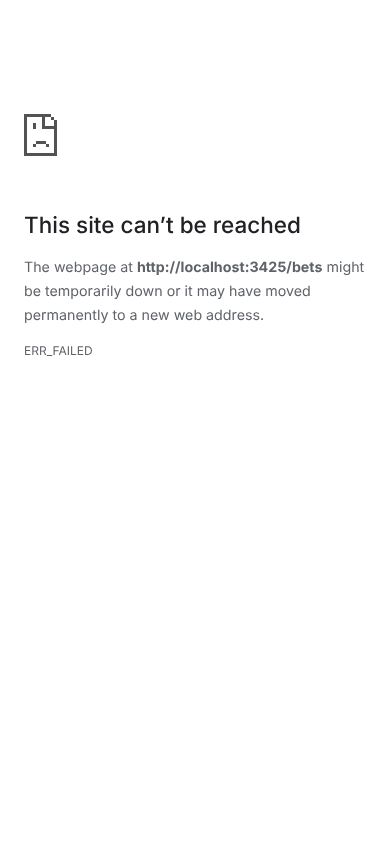 This site can’t be reached
The webpage at http://localhost:3425/bets might
be temporarily down or it may have moved
permanently to a new web address.
ERR_FAILED